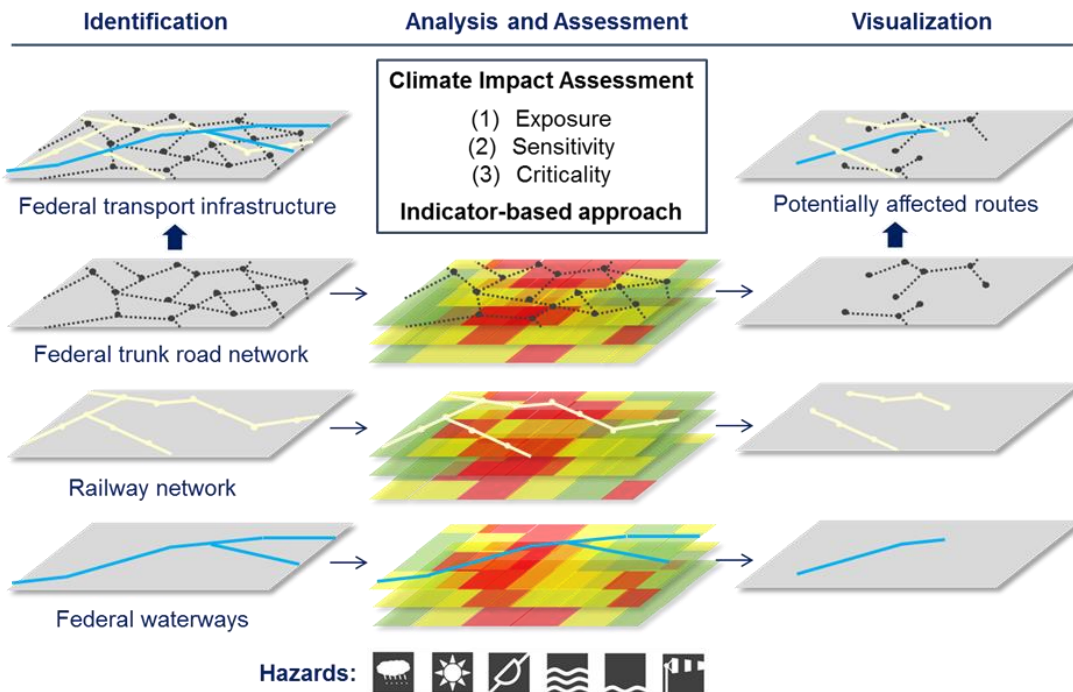 Identification
Analysis and Assessment
Visualization
Climate Impact Assessment
(1) Exposure
(2) Sensitivity
(3) Criticality
Indicator-based approach
Federal transport infrastructure
Potentially affected routes
Federal trunk road network
Railway network
Federal waterways
Hazards: